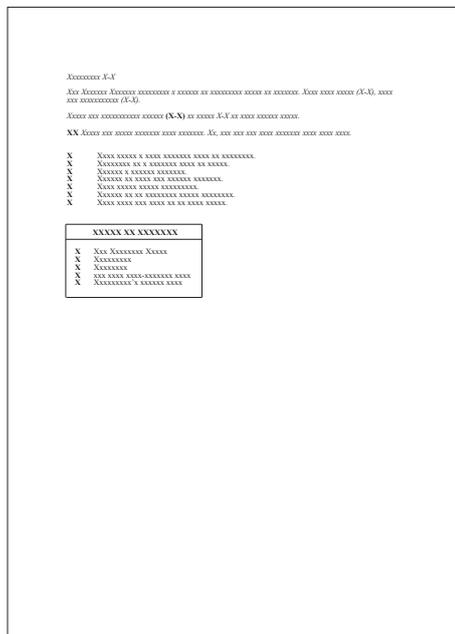 Xxxxxxxxx X-X
Xxx Xxxxxxx Xxxxxxx xxxxxxxxx x xxxxxx xx xxxxxxxxx xxxxx xx xxxxxxx. Xxxx xxxx xxxxx (X-X), xxxx
xxx xxxxxxxxxxx (X-X).
Xxxxx xxx xxxxxxxxxxx xxxxxx (X-X) xx xxxxx X-X xx xxxx xxxxxx xxxxx.
XX Xxxxx xxx xxxxx xxxxxxx xxxx xxxxxxx. Xx, xxx xxx xxx xxxx xxxxxxx xxxx xxxx xxxx.
X Xxxx xxxxx x xxxx xxxxxxx xxxx xx xxxxxxxx.
X Xxxxxxxx xx x xxxxxxx xxxx xx xxxxx.
X Xxxxxx x xxxxxx xxxxxxx.
X Xxxxxx xx xxxx xxx xxxxxx xxxxxxx.
X Xxxx xxxxx xxxxx xxxxxxxxx.
X Xxxxxx xx xx xxxxxxxx xxxxx xxxxxxxx.
X Xxxx xxxx xxx xxxx xx xx xxxx xxxxx.
XXXXX XX XXXXXXX
X Xxx Xxxxxxxx Xxxxx
X Xxxxxxxxx
X Xxxxxxxx
X xxx xxxx xxxx-xxxxxxx xxxx
X Xxxxxxxxx'x xxxxxx xxxx